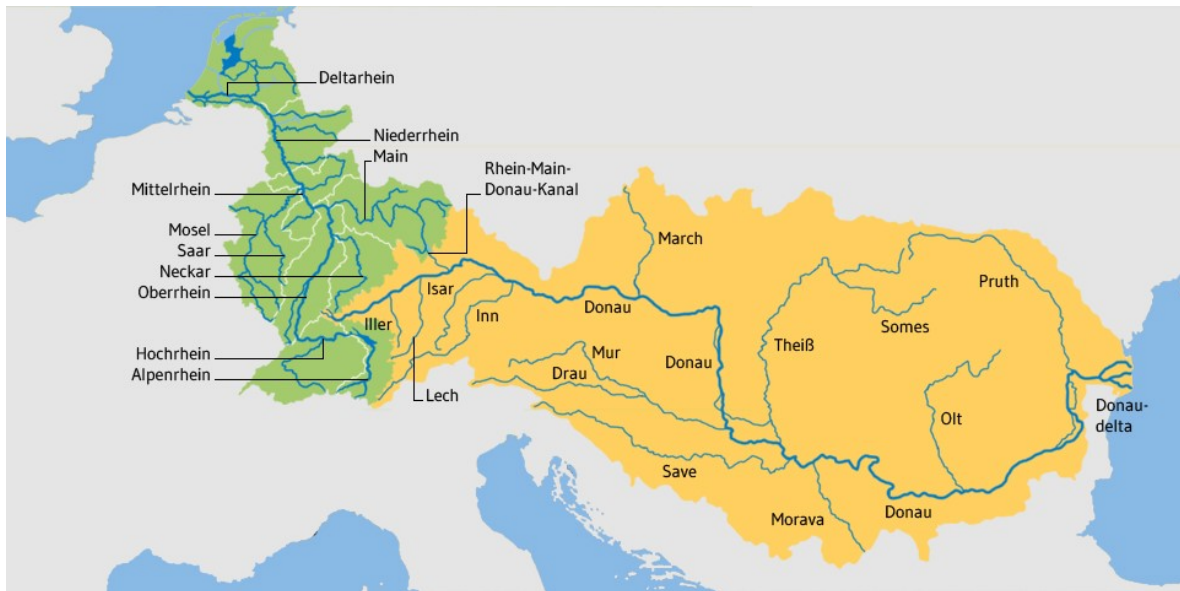 Deltarhein
Niederrhein
Main
Rhein-Main-
Donau-Kanal
Mittelrhein
Mosel
Saar
Neckar
Oberrhein
Hochrhein
Alpenrhein
Iller
Isar
Inn
Lech
March
Donau
Mur
Drau
Donau
Theiß
Somes
Pruth
Olt
Donau-
delta
Save
Morava
Donau